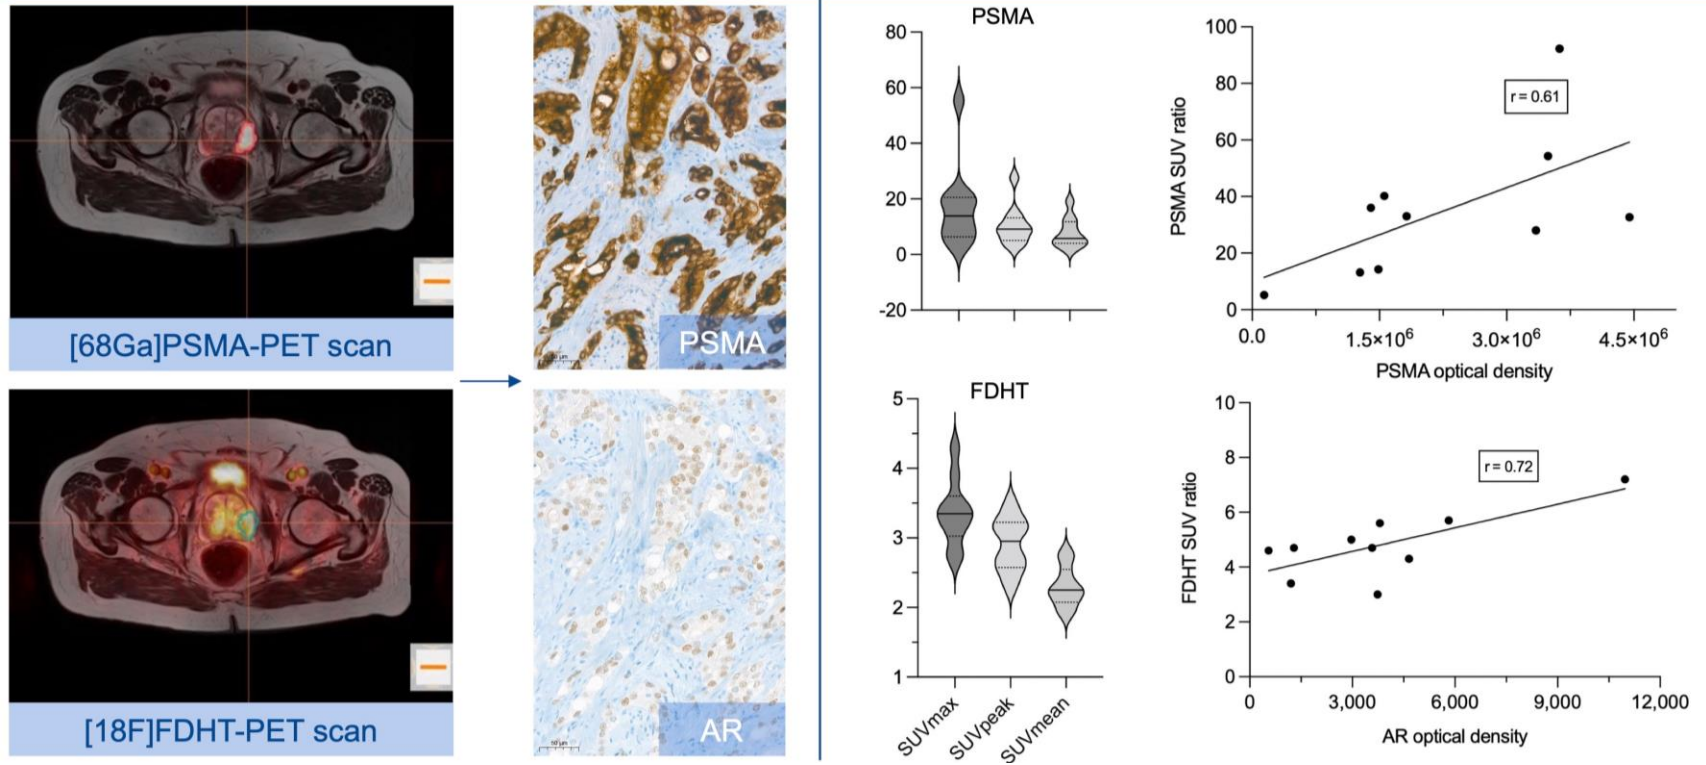 [68Ga]PSMA-PET scan
PSMA
[18F]FDHT-PET scan
AR
50 µm
PSMA
80
60
40
20
0
-20
FDHT
5
4
3
2
1
SUVmax
SUVpeak
SUVmean
PSMA SUV ratio
100
80
60
40
20
0
r = 0.61
0.0
1.5×10⁶
3.0×10⁶
4.5×10⁶
PSMA optical density
FDHT SUV ratio
10
8
6
4
2
0
r = 0.72
0
3,000
6,000
9,000
12,000
AR optical density